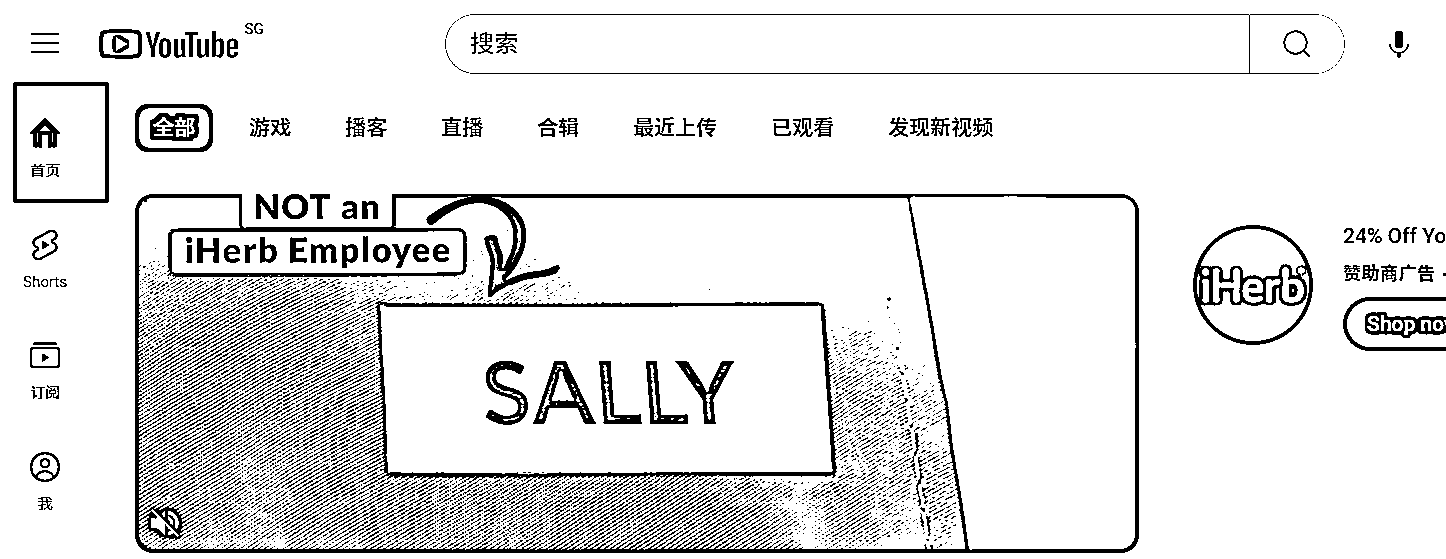 YouTube SG
搜索
全部 游戏 播客 直播 合辑 最近上传 已观看 发现新视频
首页
Shorts
订阅
我
NOT an
iHerb Employee
SALLY
iHerb
24% Off Yo
赞助商广告 ·
Shop no